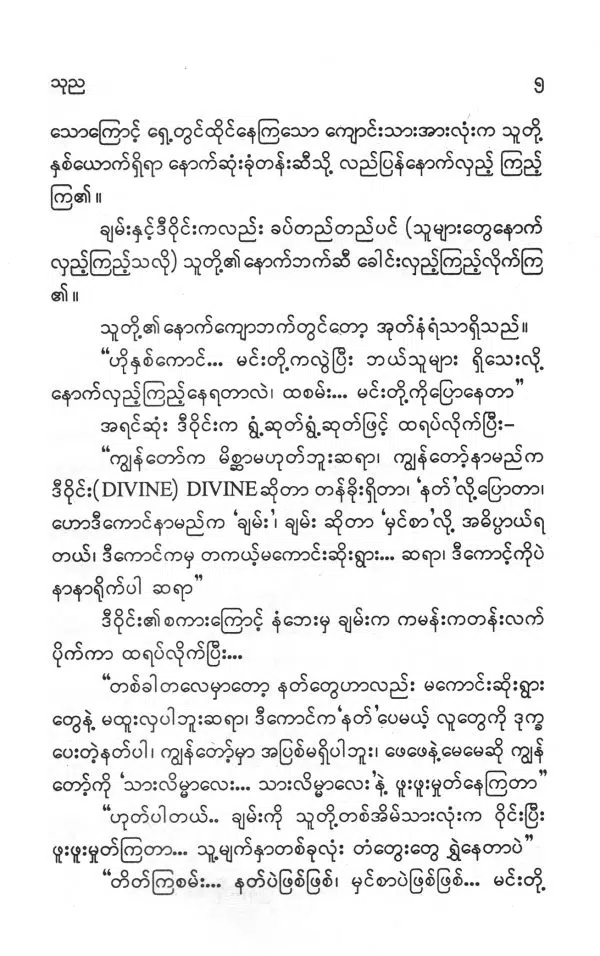 သုည ၅
သောကြောင့် ရှေ့တွင်ထိုင်နေကြသော ကျောင်းသားအားလုံးက သူတို့
နှစ်ယောက်ရှိရာ နောက်ဆုံးခုံတန်းဆီသို့ လည်ပြန်နောက်လှည့် ကြည့်
ကြ၏။
ချမ်းနှင့်ဒီဝိုင်းကလည်း ခပ်တည်တည်ပင် (သူများတွေနောက်
လှည့်ကြည့်သလို) သူတို့၏နောက်ဘက်ဆီ ခေါင်းလှည့်ကြည့်လိုက်ကြ
၏။
သူတို့၏နောက်ကျောဘက်တွင်တော့ အုတ်နံရံသာရှိသည်။
“ဟိုနှစ်ကောင်... မင်းတို့ကလွဲပြီး ဘယ်သူများ ရှိသေးလို့
နောက်လှည့်ကြည့်နေရတာလဲ၊ ထစမ်း... မင်းတို့ကိုပြောနေတာ”
အရင်ဆုံး ဒီဝိုင်းက ရွံ့ဆုတ်ရွံ့ဆုတ်ဖြင့် ထရပ်လိုက်ပြီး–
“ကျွန်တော်က မိစ္ဆာမဟုတ်ဘူးဆရာ၊ ကျွန်တော့်နာမည်က
ဒီဝိုင်း(DIVINE) DIVINEဆိုတာ တန်ခိုးရှိတာ၊ ‘နတ်’လို့ပြောတာ၊
ဟောဒီကောင်နာမည်က ‘ချမ်း’၊ ချမ်း ဆိုတာ ‘မှင်စာ’လို့ အဓိပ္ပာယ်ရ
တယ်၊ ဒီကောင်ကမှ တကယ့်မကောင်းဆိုးရွား... ဆရာ၊ ဒီကောင့်ကိုပဲ
နာနာရိုက်ပါ ဆရာ”
ဒီဝိုင်း၏စကားကြောင့် နံဘေးမှ ချမ်းက ကမန်းကတန်းလက်
ပိုက်ကာ ထရပ်လိုက်ပြီး...
“တစ်ခါတလေမှာတော့ နတ်တွေဟာလည်း မကောင်းဆိုးရွား
တွေနဲ့ မထူးလှပါဘူးဆရာ၊ ဒီကောင်က‘နတ်’ပေမယ့် လူတွေကို ဒုက္ခ
ပေးတဲ့နတ်ပါ၊ ကျွန်တော့်မှာ အပြစ်မရှိပါဘူး၊ ဖေဖေနဲ့မေမေဆို ကျွန်
တော့်ကို ‘သားလိမ္မာလေး... သားလိမ္မာလေး’နဲ့ ဖူးဖူးမှုတ်နေကြတာ”
“ဟုတ်ပါတယ်.. ချမ်းကို သူတို့တစ်အိမ်သားလုံးက ဝိုင်းပြီး
ဖူးဖူးမှုတ်ကြတာ... သူ့မျက်နှာတစ်ခုလုံး တံတွေးတွေ ရွှဲနေတာပဲ”
“တိတ်ကြစမ်း... နတ်ပဲဖြစ်ဖြစ်၊ မှင်စာပဲဖြစ်ဖြစ်... မင်းတို့